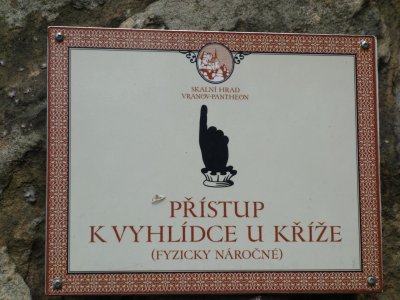 SKALNÍ HRAD
VRANOV-PANTHEON
PŘÍSTUP
K VYHLÍDCE U KŘÍŽE
(FYZICKY NÁROČNÉ)